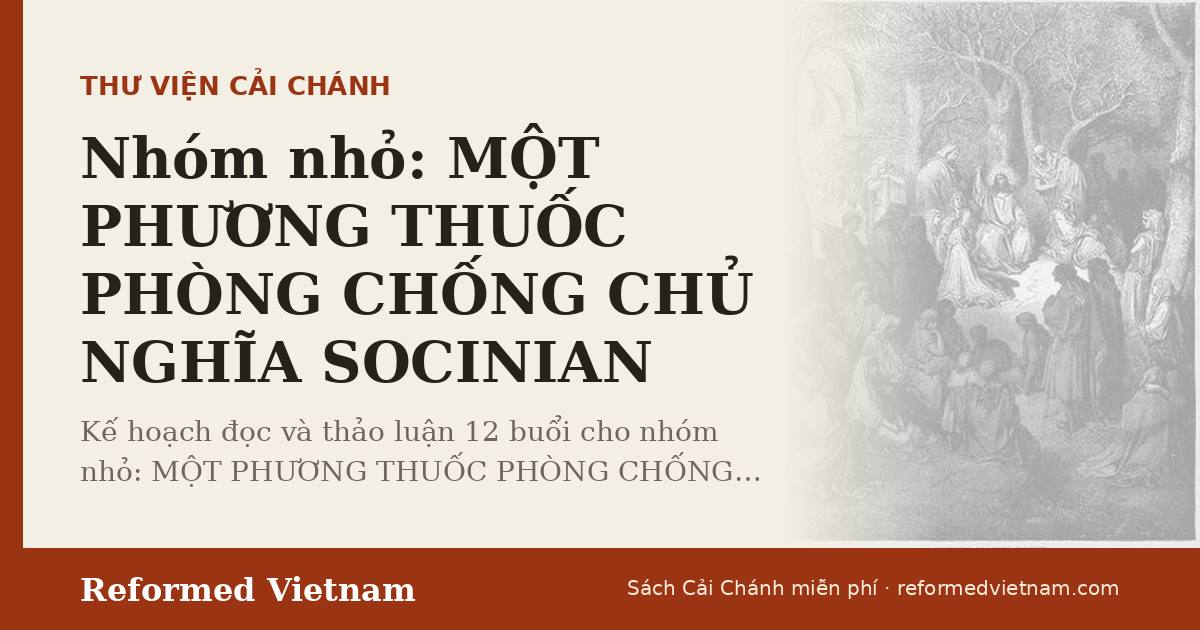 THƯ VIỆN CẢI CHÁNH
Nhóm nhỏ: MỘT
PHƯƠNG THUỐC
PHÒNG CHỐNG CHỦ
NGHĨA SOCINIAN
Kế hoạch đọc và thảo luận 12 buổi cho nhóm
nhỏ: MỘT PHƯƠNG THUỐC PHÒNG CHỐNG...
Reformed Vietnam
Sách Cải Chánh miễn phí · reformedvietnam.com